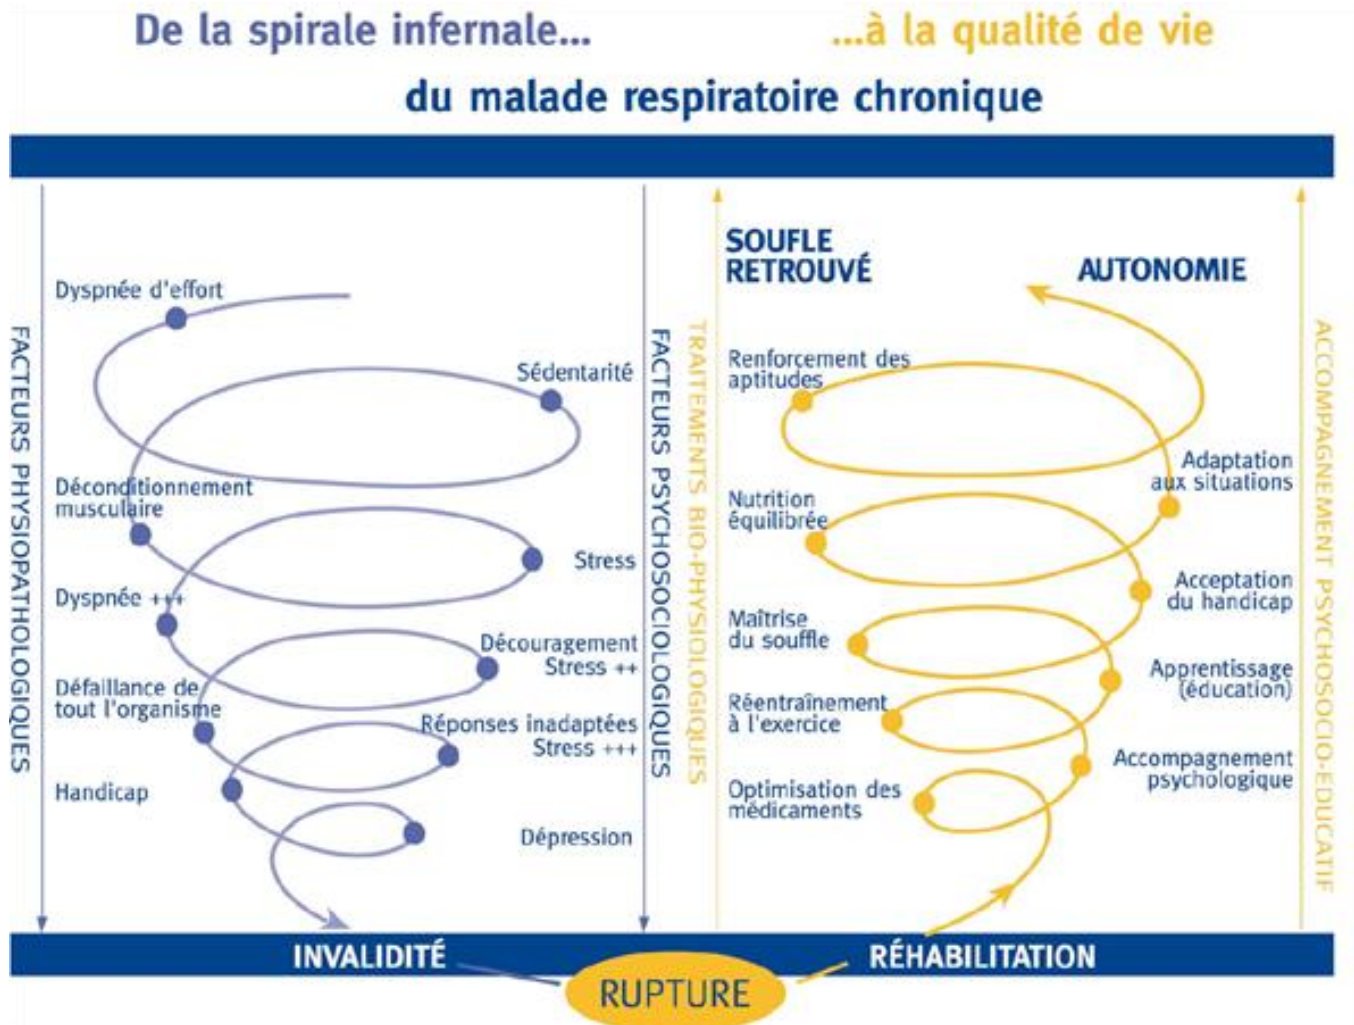 De la spirale infernale...
...à la qualité de vie
du malade respiratoire chronique
FACTEURS PHYSIOPATHOLOGIQUES
Dyspnée d'effort
Déconditionnement
musculaire
Dyspnée +++
Défaillance de
tout l'organisme
Handicap
Sédentarité
Stress
Découragement
Stress ++
Réponses inadaptées
Stress +++
Dépression
FACTEURS PSYCHOSOCIOLOGIQUES
TRAITEMENTS BIO-PHYSIOLOGIQUES
SOUFLE
RETROUVÉ
Renforcement des
aptitudes
Nutrition
équilibrée
Maîtrise
du souffle
Réentraînement
à l'exercice
Optimisation des
médicaments
AUTONOMIE
Adaptation
aux situations
Acceptation
du handicap
Apprentissage
(éducation)
Accompagnement
psychologique
ACCOMPAGNEMENT PSYCHOSOCIO-EDUCATIF
INVALIDITÉ
RÉHABILITATION
RUPTURE